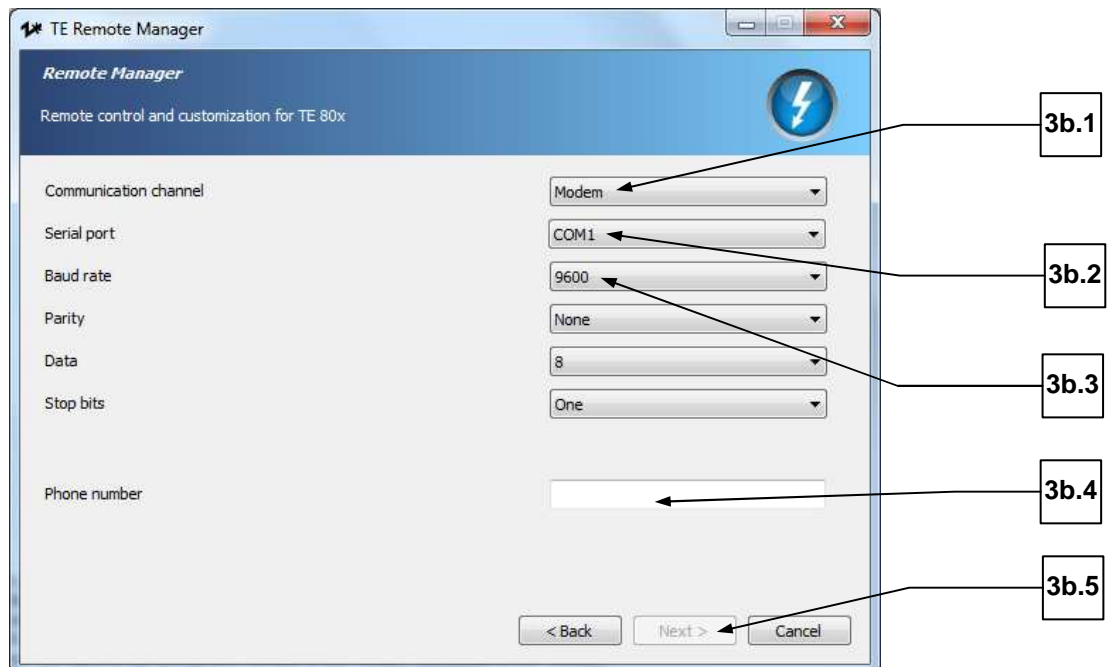 TE Remote Manager
Remote Manager
Remote control and customization for TE 80x
3b.1
Communication channel Modem
Serial port COM1
3b.2
Baud rate 9600
Parity None
Data 8
3b.3
Stop bits One
Phone number
3b.4
3b.5
< Back Next > Cancel